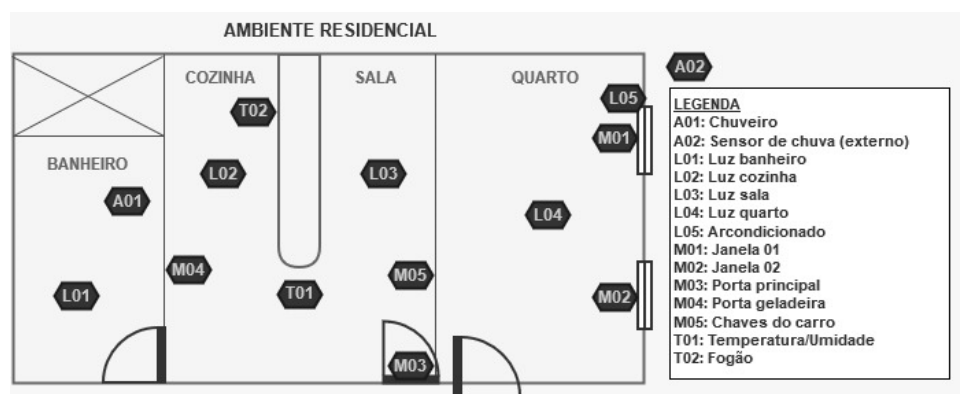 AMBIENTE RESIDENCIAL
COZINHA
SALA
QUARTO
BANHEIRO
T02
L05
M01
L02
L03
A01
L04
M04
M05
L01
T01
M02
M03
A02
LEGENDA
A01: Chuveiro
A02: Sensor de chuva (externo)
L01: Luz banheiro
L02: Luz cozinha
L03: Luz sala
L04: Luz quarto
L05: Arcondicionado
M01: Janela 01
M02: Janela 02
M03: Porta principal
M04: Porta geladeira
M05: Chaves do carro
T01: Temperatura/Umidade
T02: Fogão